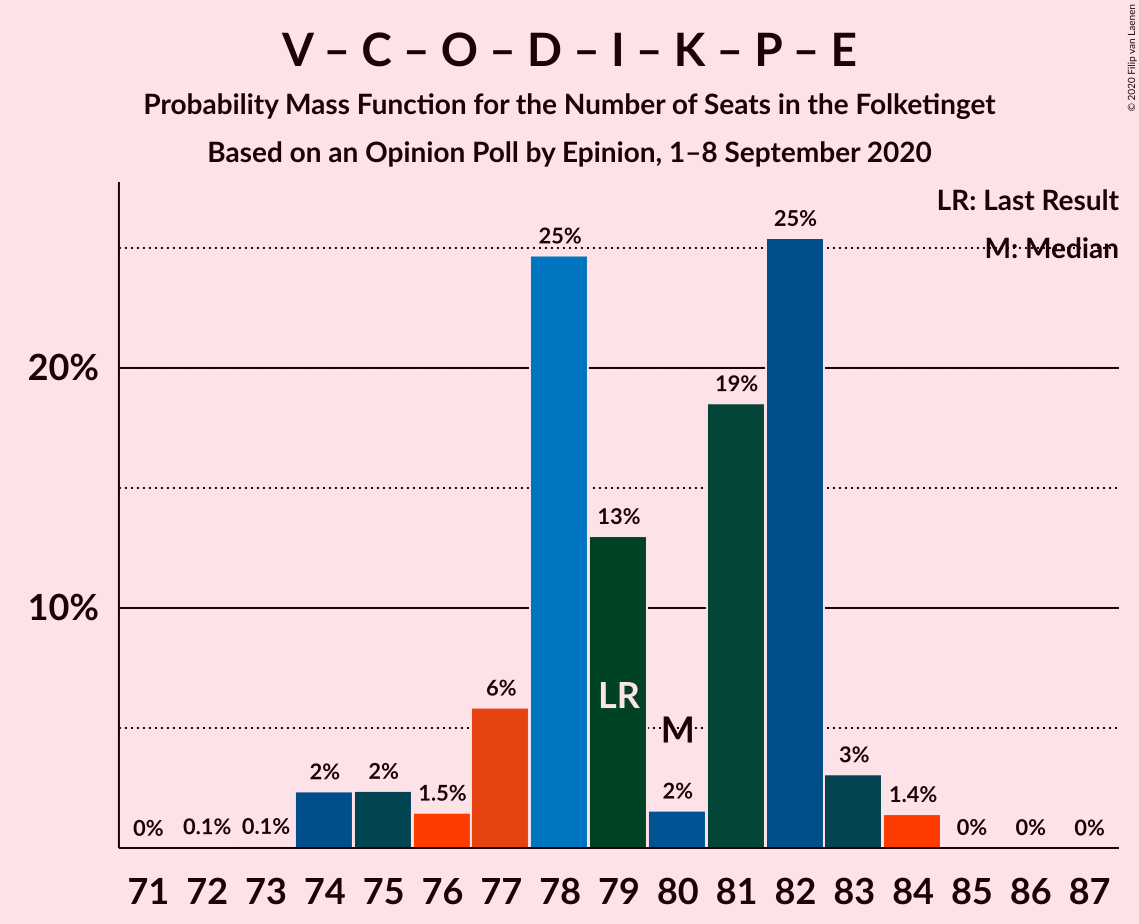 V – C – O – D – I – K – P – E
Probability Mass Function for the Number of Seats in the Folketinget
Based on an Opinion Poll by Epinion, 1–8 September 2020
© 2020 Filip van Laenen
LR: Last Result
M: Median
20%
10%
0%
0.1%
0.1%
2%
2%
1.5%
6%
25%
13%
2%
19%
25%
3%
1.4%
0%
0%
0%
LR
M
71 72 73 74 75 76 77 78 79 80 81 82 83 84 85 86 87